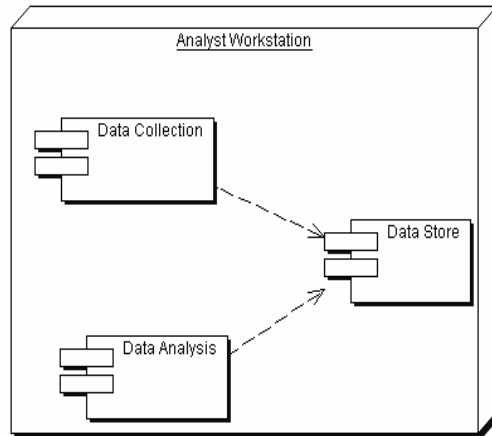 Analyst Workstation
Data Collection
Data Store
Data Analysis